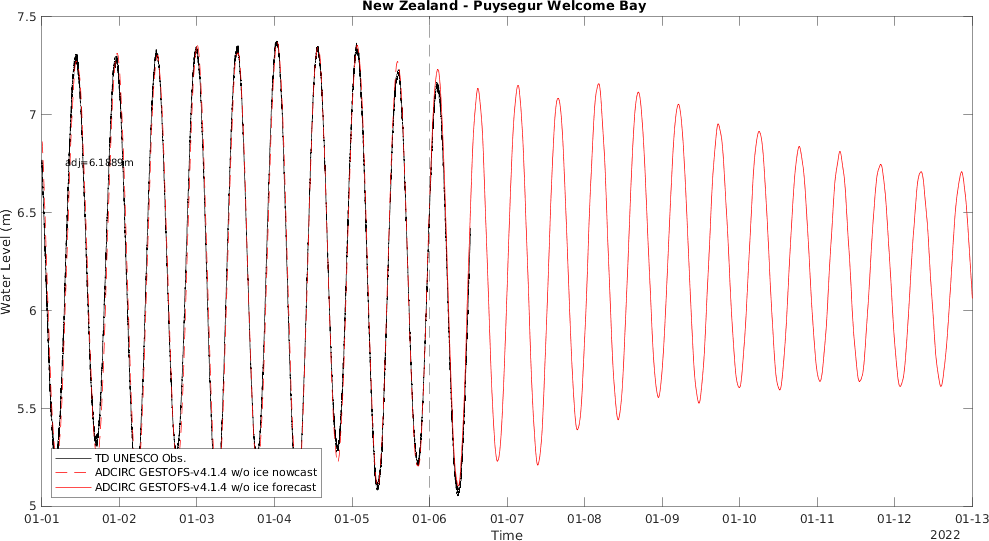 New Zealand - Puysegur Welcome Bay
7.5
7
6.5
6
5.5
5
Water Level (m)
adj=6.1889m
TD UNESCO Obs.
ADCIRC GESTOFS-v4.1.4 w/o ice nowcast
ADCIRC GESTOFS-v4.1.4 w/o ice forecast
01-01 01-02 01-03 01-04 01-05 01-06 01-07 01-08 01-09 01-10 01-11 01-12 01-13
Time
2022